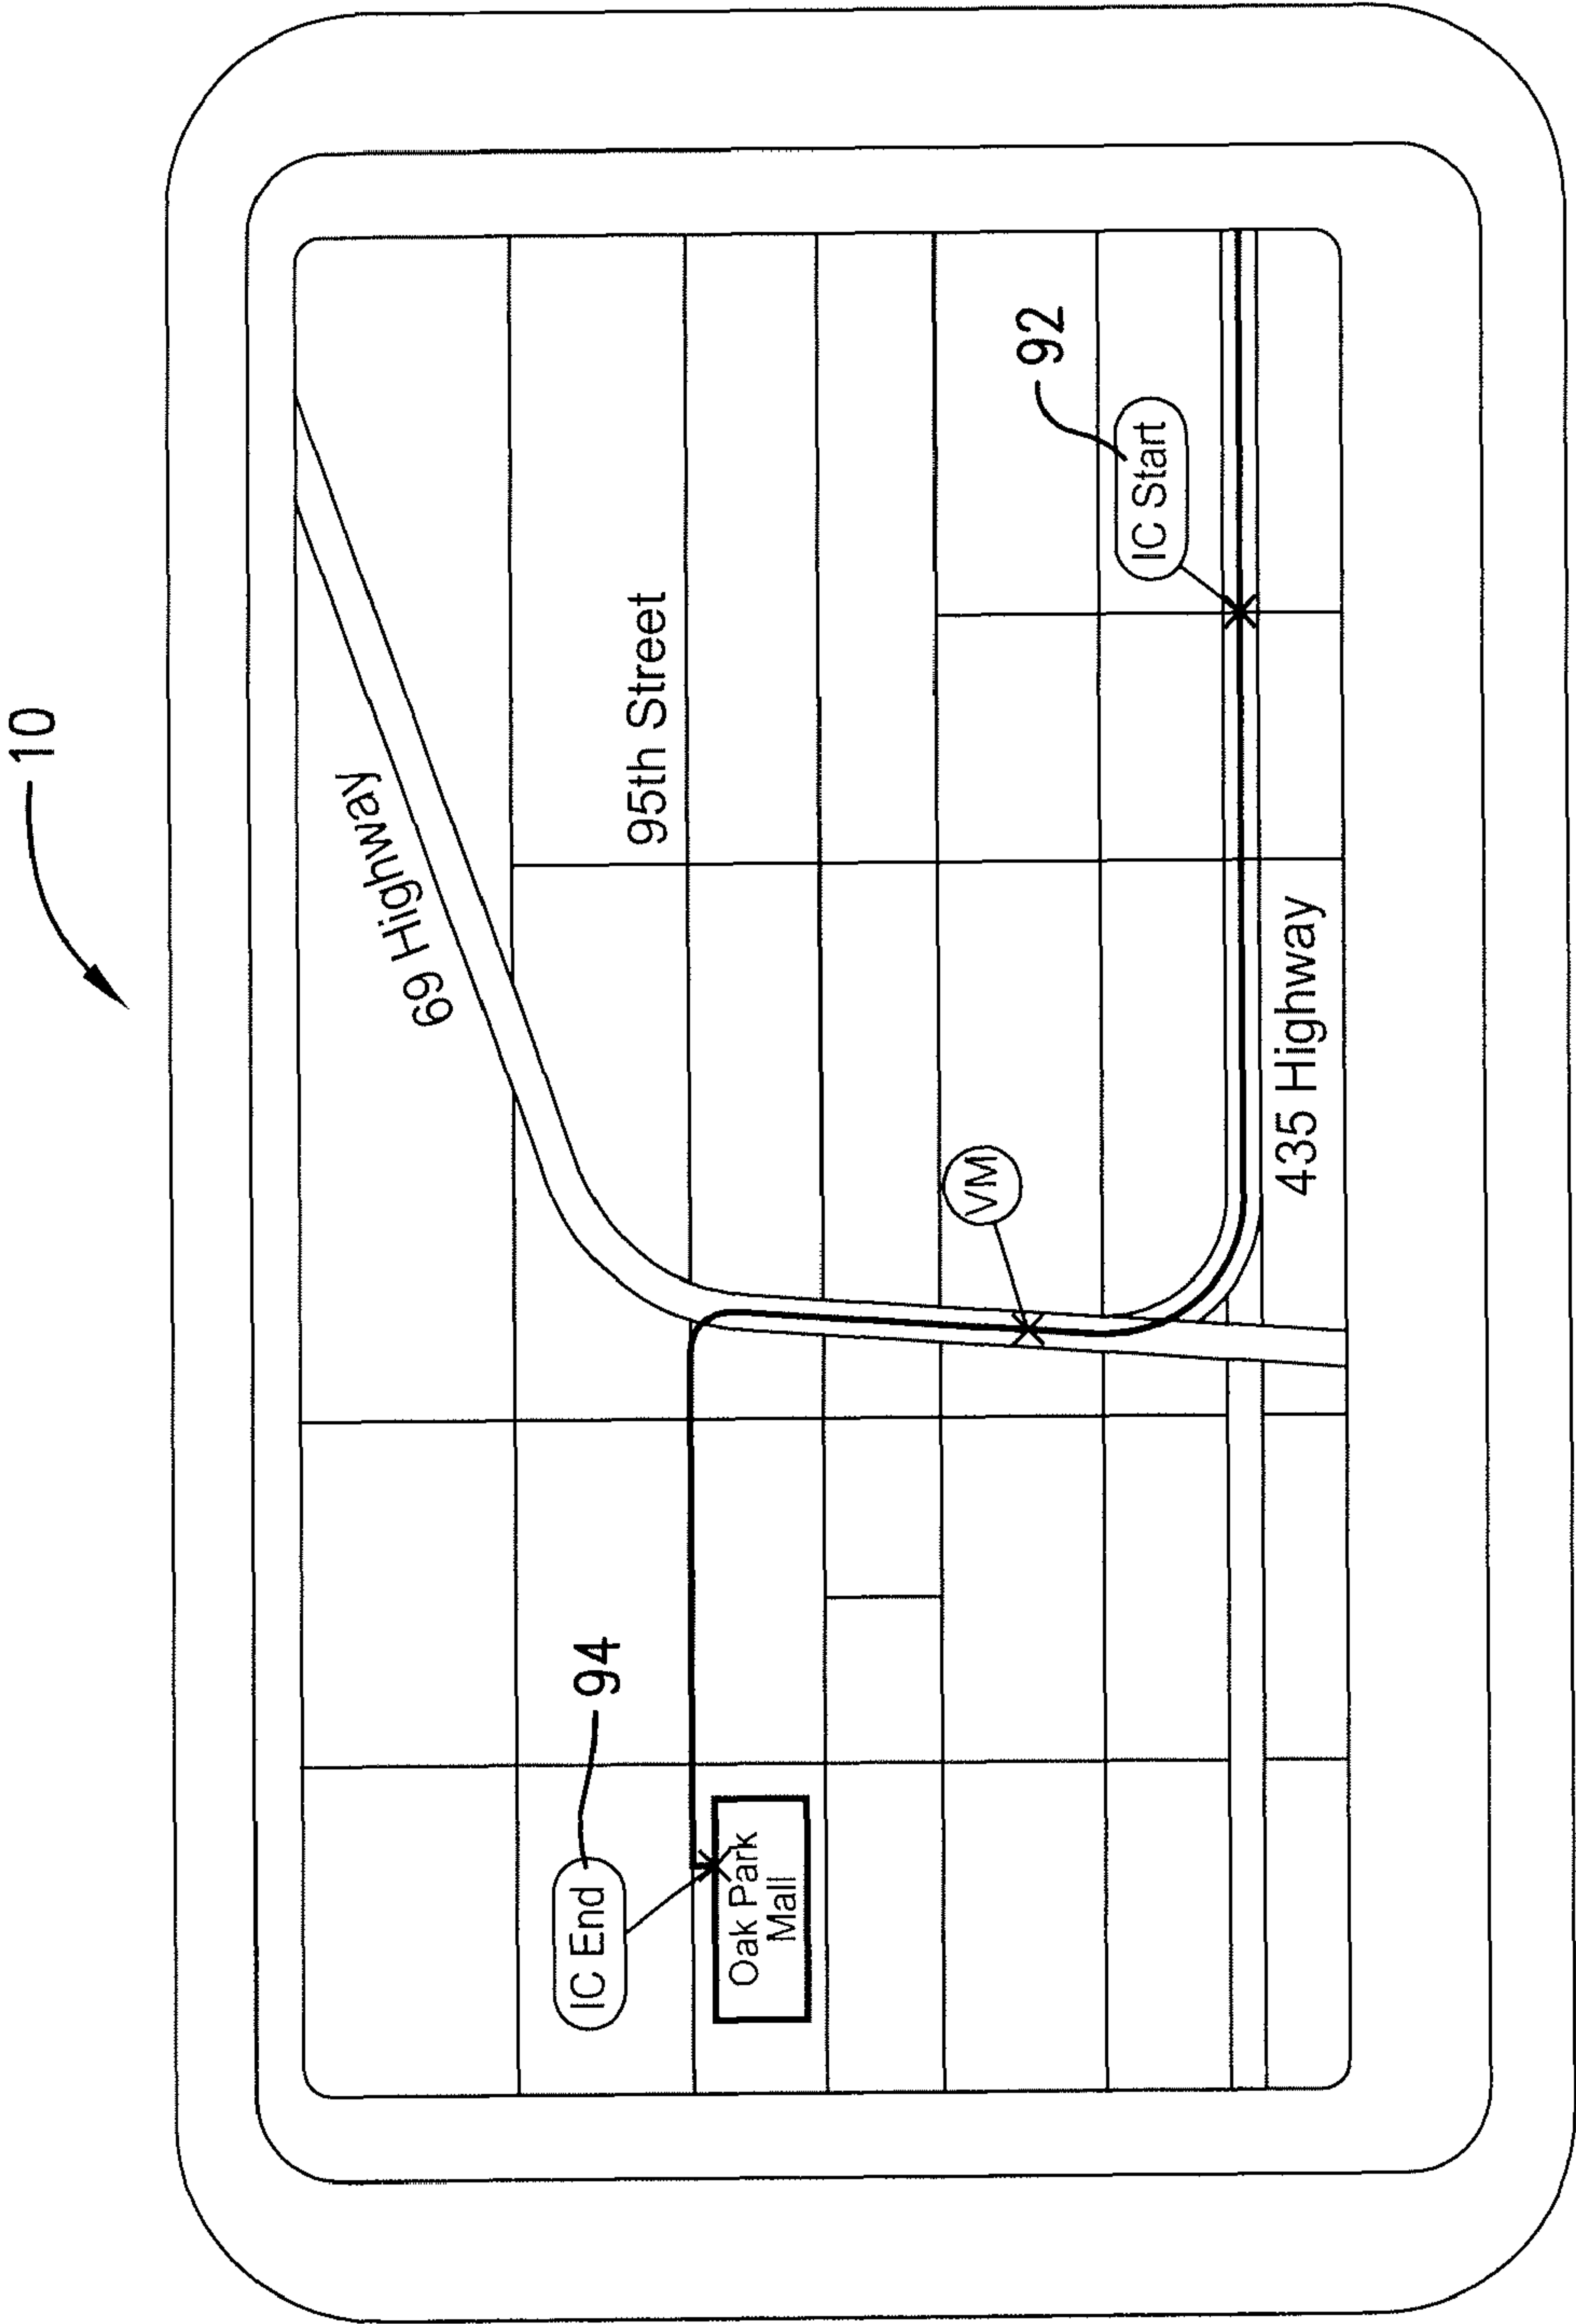 10
69 Highway
95th Street
IC End
94
Oak Park
Mall
VM
92
IC Start
435 Highway